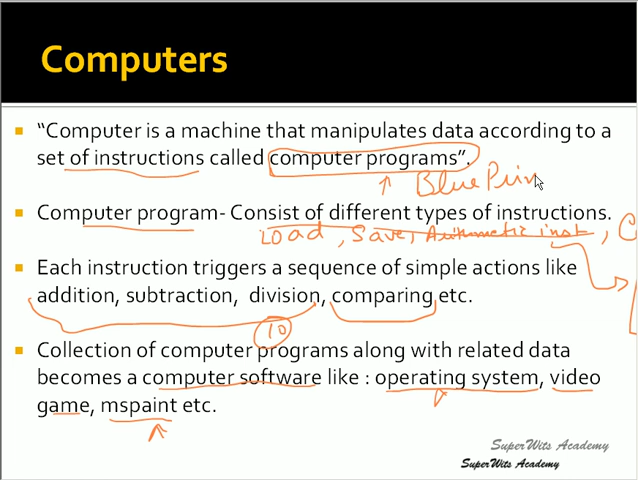 Computers
“Computer is a machine that manipulates data according to a
set of instructions called computer programs”.
Blue Prin
Computer program- Consist of different types of instructions.
Load, Save, Arithmetic inst, C
Each instruction triggers a sequence of simple actions like
addition, subtraction, division, comparing etc.
10
Collection of computer programs along with related data
becomes a computer software like : operating system, video
game, mspaint etc.
SuperWits Academy
SuperWits Academy